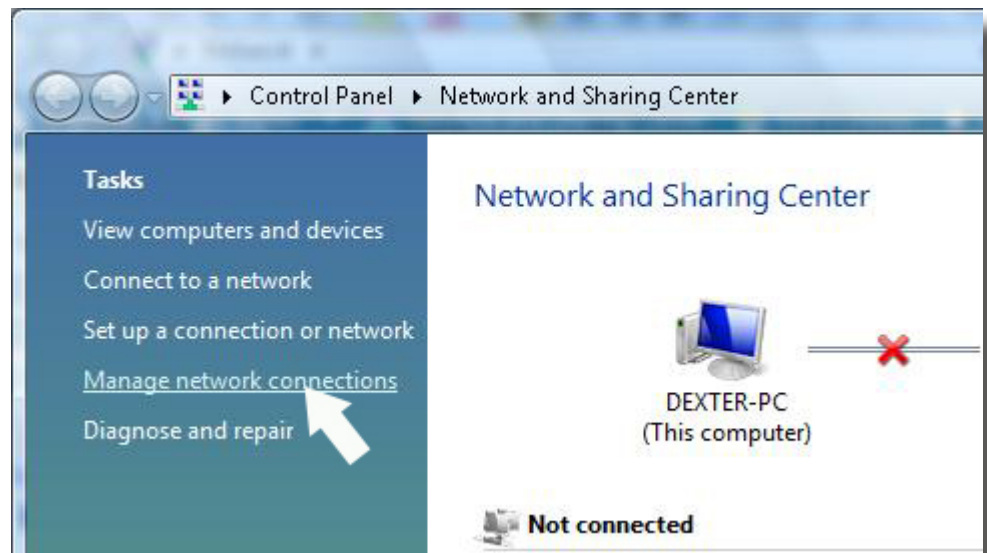 Control Panel Network and Sharing Center
Tasks
View computers and devices
Connect to a network
Set up a connection or network
Manage network connections
Diagnose and repair
Network and Sharing Center
DEXTER-PC
(This computer)
Not connected